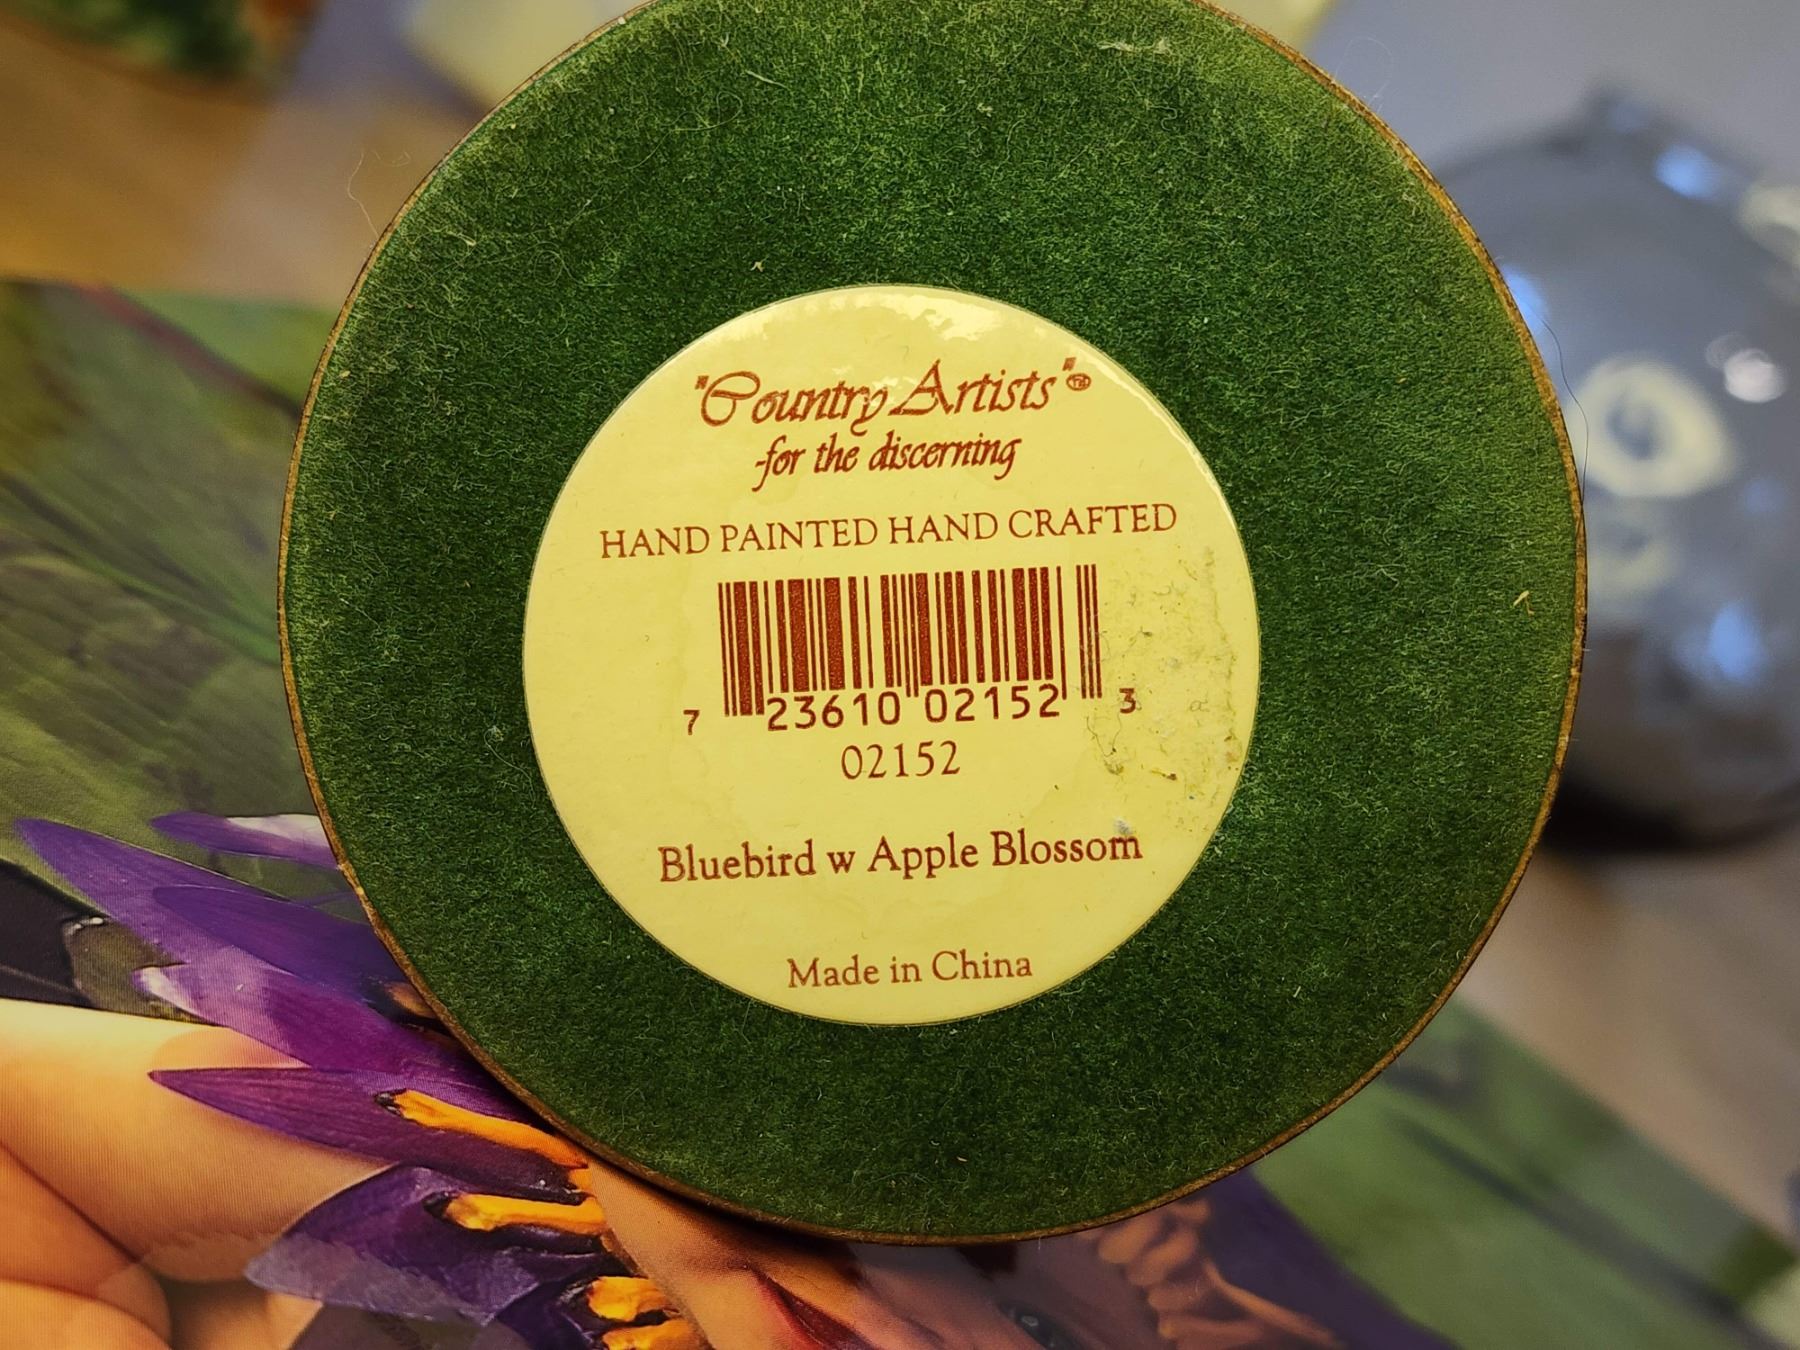 "Country Artists"®
-for the discerning
HAND PAINTED HAND CRAFTED
7 23610 02152 3
02152
Bluebird w Apple Blossom
Made in China